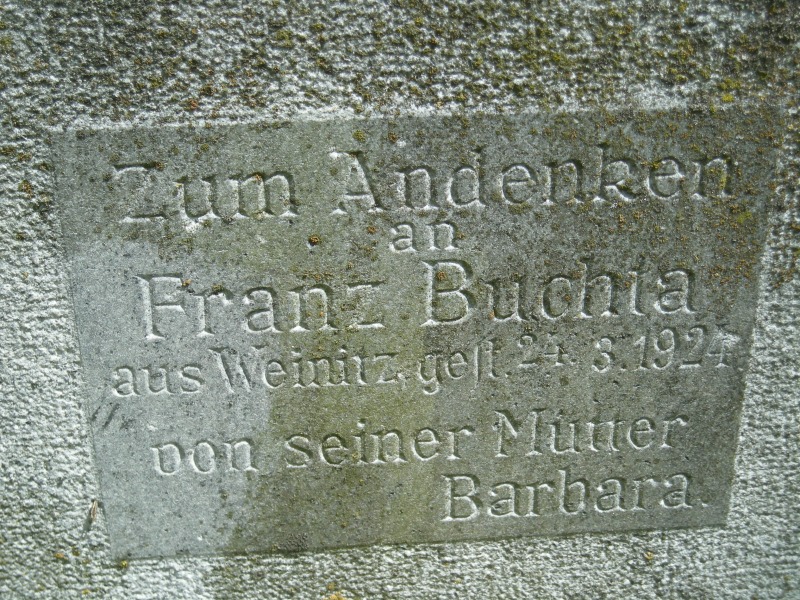 Zum Andenken
an
Franz Buchta
aus Weinitz, gest. 24. 3. 1924
von seiner Mutter
Barbara.